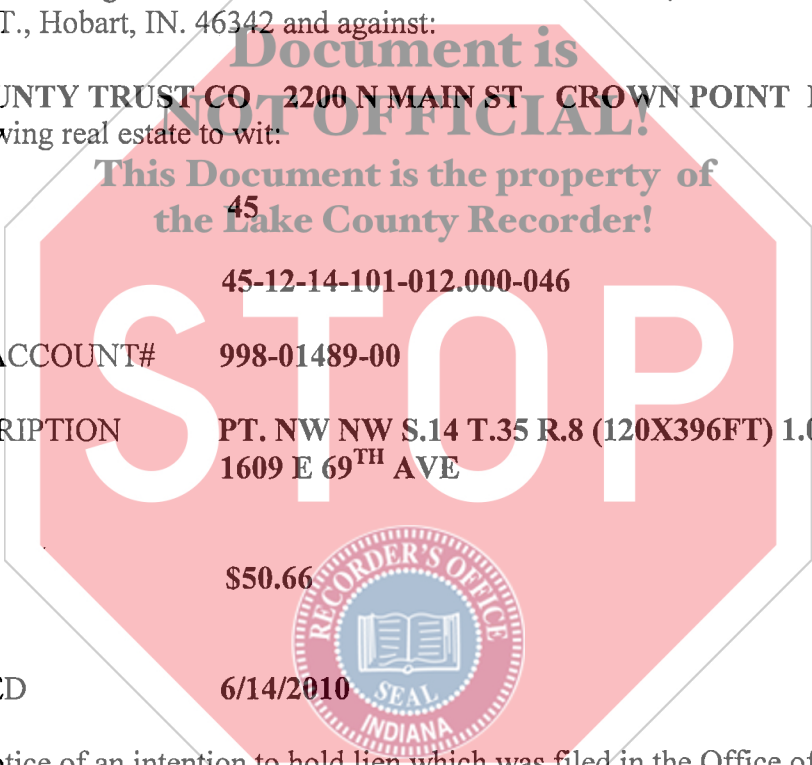 T., Hobart, IN. 46342 and against:
Document is
UNTY TRUST CO 2200 N MAIN ST CROWN POINT
NOT OFFICIAL!
wing real estate to wit:
This Document is the property of
45
the Lake County Recorder!
45-12-14-101-012.000-046
STOP
ACCOUNT# 998-01489-00
RIPTION PT. NW NW S.14 T.35 R.8 (120X396FT) 1.0
1609 E 69TH AVE
$50.66
RECORDER'S OFFICE
ED 6/14/2010
SEAL
INDIANA
otice of an intention to hold lien which was filed in the Office of